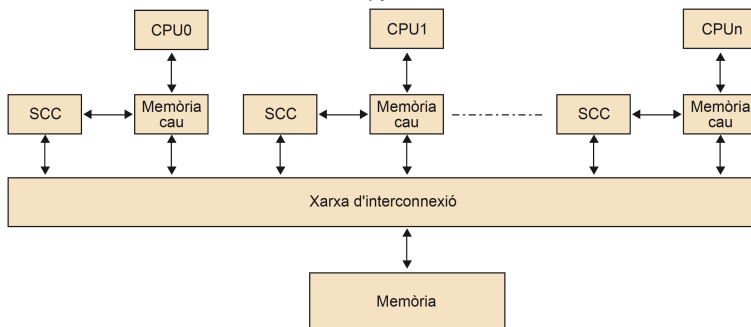 CPU0
CPU1
CPUn
SCC
Memòria
cau
SCC
Memòria
cau
SCC
Memòria
cau
Xarxa d'interconnexió
Memòria